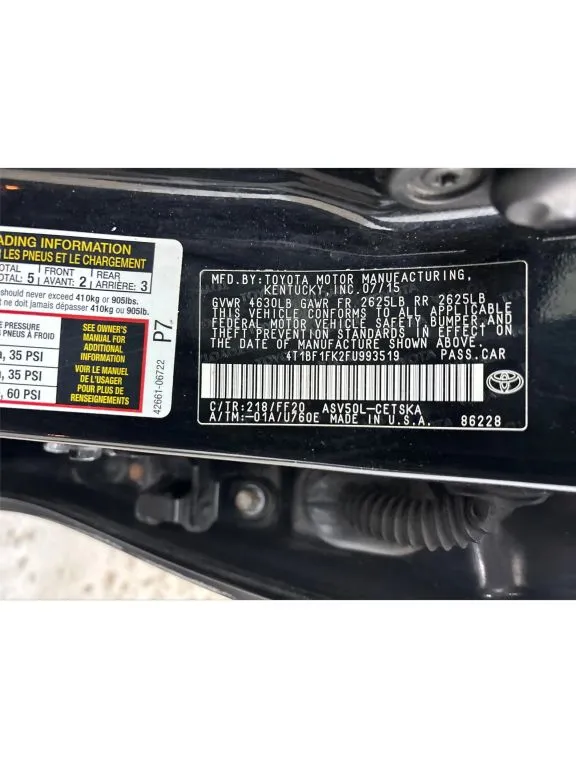 ADING INFORMATION
LES PNEUS ET LE CHARGEMENT
TOTAL 5 FRONT 2 REAR 3
TOTAL: AVANT: ARRIÈRE:
should never exceed 410kg or 905lbs.
t ne doit jamais dépasser 410kg ou 905lb.
PRESSURE
PNEUS À FROID
, 35 PSI
, 35 PSI
, 60 PSI
SEE OWNER'S
MANUAL FOR
ADDITIONAL
INFORMATION
VOIR LE MANUEL
DE L'USAGER
POUR PLUS DE
RENSEIGNEMENTS
42661-06722 P7
MFD.BY:TOYOTA MOTOR MANUFACTURING,
KENTUCKY,INC.07/15
GVWR 4630LB GAWR FR 2625LB RR 2625LB
THIS VEHICLE CONFORMS TO ALL APPLICABLE
FEDERAL MOTOR VEHICLE SAFETY,BUMPER AND
THEFT PREVENTION STANDARDS IN EFFECT ON
THE DATE OF MANUFACTURE SHOWN ABOVE.
4T1BF1FK2FU993519 PASS.CAR
C/TR:218/FF20 ASV50L-CETSKA
A/TM:-01A/U760E MADE IN U.S.A. 86228